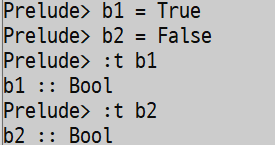 Prelude> b1 = True
Prelude> b2 = False
Prelude> :t b1
b1 :: Bool
Prelude> :t b2
b2 :: Bool